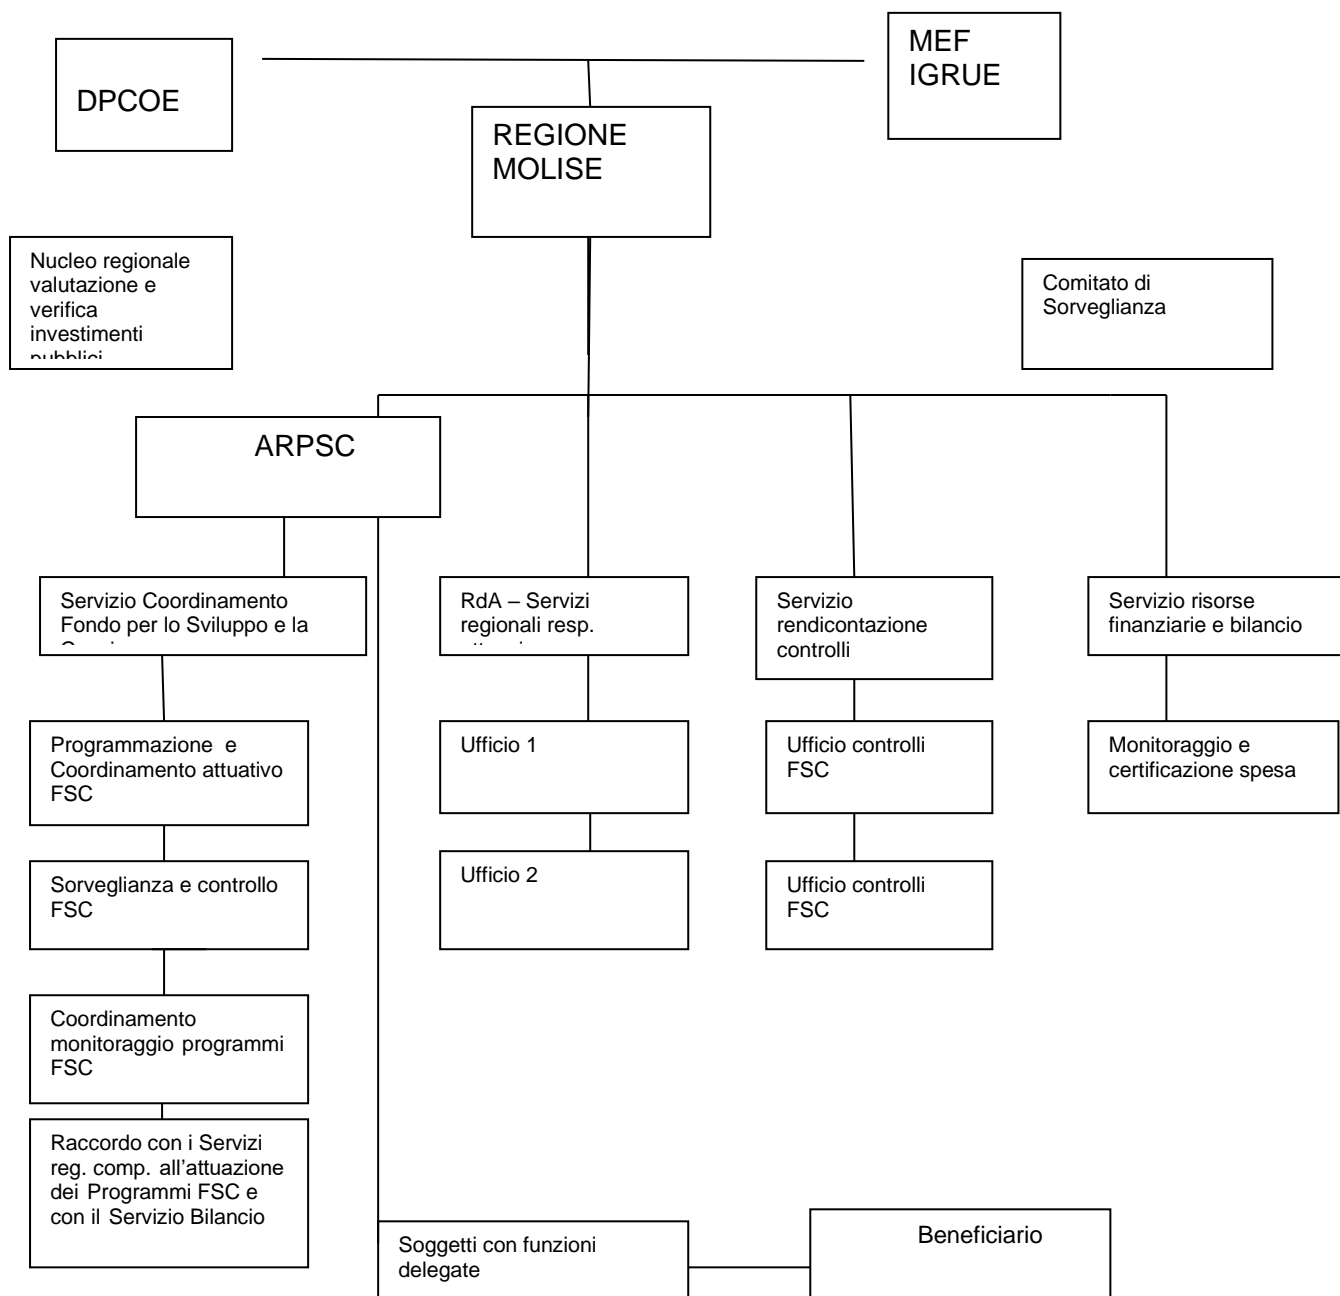 DPCOE
MEF
IGRUE
REGIONE
MOLISE
Nucleo regionale
valutazione e
verifica
investimenti
pubblici
Comitato di
Sorveglianza
ARPSC
Servizio Coordinamento
Fondo per lo Sviluppo e la
RdA – Servizi
regionali resp.
Servizio
rendicontazione
controlli
Servizio risorse
finanziarie e bilancio
Programmazione e
Coordinamento attuativo
FSC
Ufficio 1
Ufficio controlli
FSC
Monitoraggio e
certificazione spesa
Sorveglianza e controllo
FSC
Ufficio 2
Ufficio controlli
FSC
Coordinamento
monitoraggio programmi
FSC
Raccordo con i Servizi
reg. comp. all'attuazione
dei Programmi FSC e
con il Servizio Bilancio
Soggetti con funzioni
delegate
Beneficiario